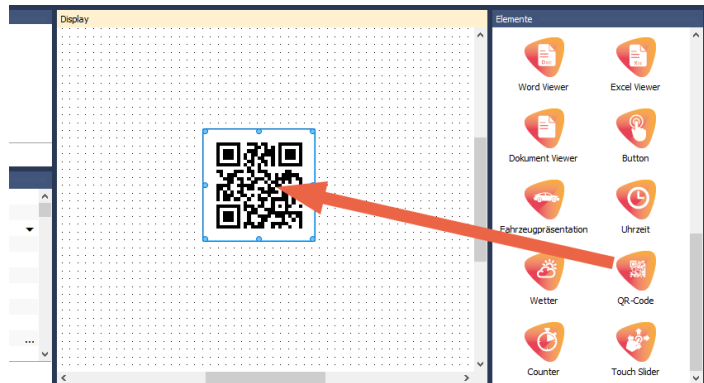 Display
Elemente
Word Viewer
Excel Viewer
Dokument Viewer
Button
Fahrzeugpräsentation
Uhrzeit
Wetter
QR-Code
...
Counter
Touch Slider